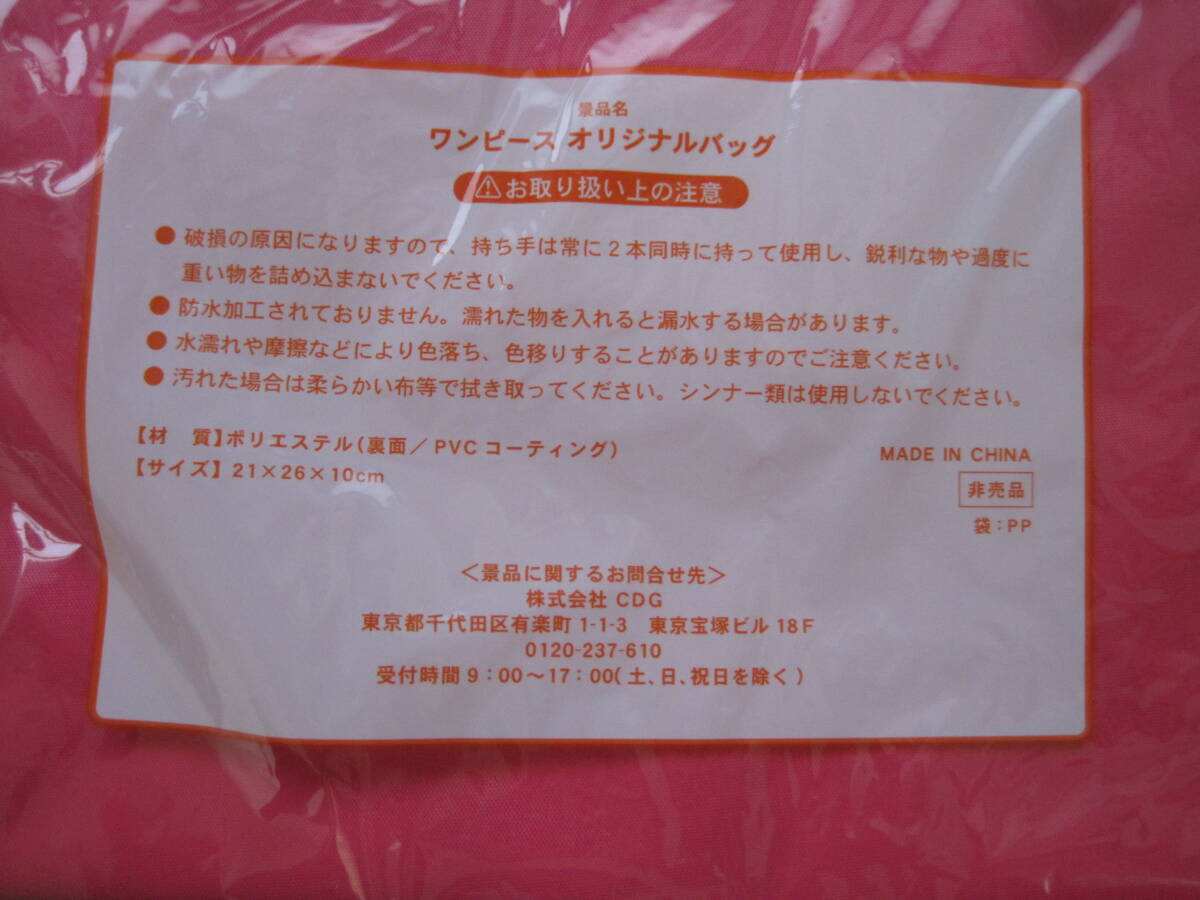 景品名
ワンピース オリジナルバッグ
⚠お取り扱い上の注意
● 破損の原因になりますので、持ち手は常に2本同時に持って使用し、鋭利な物や過度に
重い物を詰め込まないでください。
● 防水加工されておりません。濡れた物を入れると漏水する場合があります。
● 水濡れや摩擦などにより色落ち、色移りすることがありますのでご注意ください。
● 汚れた場合は柔らかい布等で拭き取ってください。シンナー類は使用しないでください。
【材　質】ポリエステル(裏面／PVCコーティング)
【サイズ】21×26×10cm
MADE IN CHINA
非売品
袋：PP
＜景品に関するお問合せ先＞
株式会社 CDG
東京都千代田区有楽町1-1-3　東京宝塚ビル18F
0120-237-610
受付時間9：00〜17：00(土、日、祝日を除く)